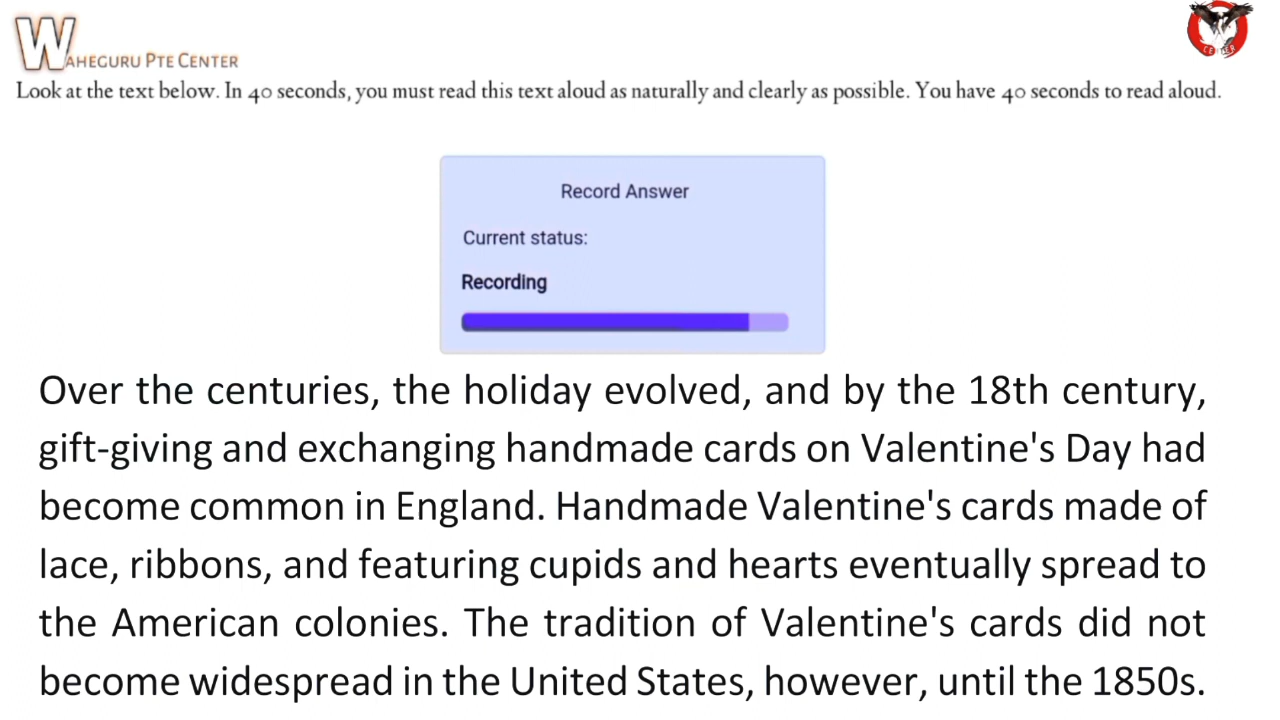 WAHEGURU PTE CENTER
CENTER
Look at the text below. In 40 seconds, you must read this text aloud as naturally and clearly as possible. You have 40 seconds to read aloud.
Record Answer
Current status:
Recording
Over the centuries, the holiday evolved, and by the 18th century,
gift-giving and exchanging handmade cards on Valentine's Day had
become common in England. Handmade Valentine's cards made of
lace, ribbons, and featuring cupids and hearts eventually spread to
the American colonies. The tradition of Valentine's cards did not
become widespread in the United States, however, until the 1850s.